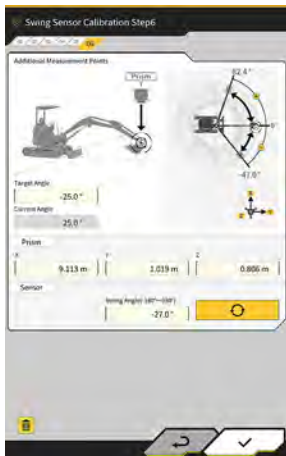 Swing Sensor Calibration Step6
06
Additional Measurement Points
Prism
82.4°
0°
-47.0°
Target Angle
-25.0 °
Current Angle
25.0 °
Prism
X
Y
Z
9.113 m
1.019 m
0.806 m
Sensor
Swing Angle(-180°~180°)
-27.0 °